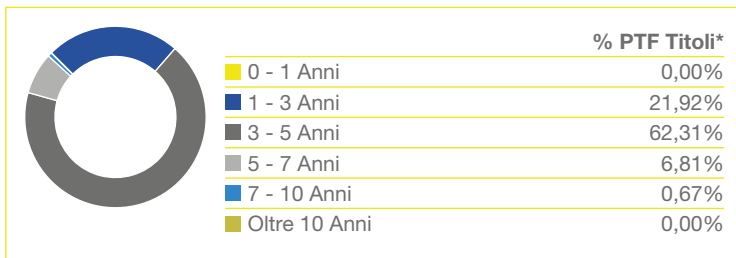 % PTF Titoli*
0 - 1 Anni 0,00%
1 - 3 Anni 21,92%
3 - 5 Anni 62,31%
5 - 7 Anni 6,81%
7 - 10 Anni 0,67%
Oltre 10 Anni 0,00%